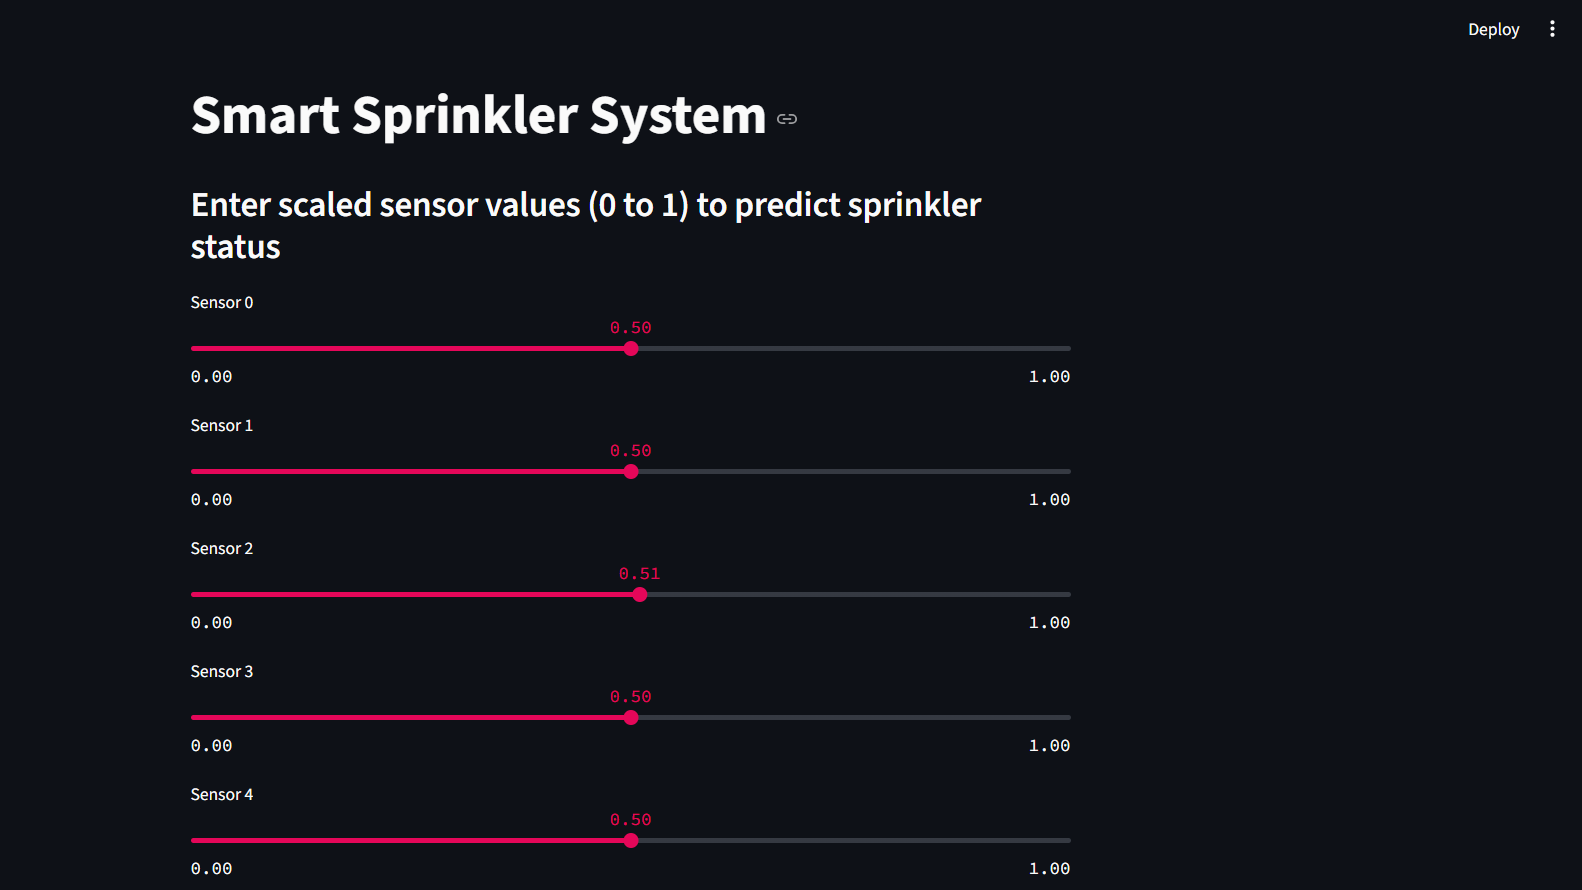 Deploy
Smart Sprinkler System
Enter scaled sensor values (0 to 1) to predict sprinkler
status
Sensor 0
0.50
0.00 1.00
Sensor 1
0.50
0.00 1.00
Sensor 2
0.51
0.00 1.00
Sensor 3
0.50
0.00 1.00
Sensor 4
0.50
0.00 1.00